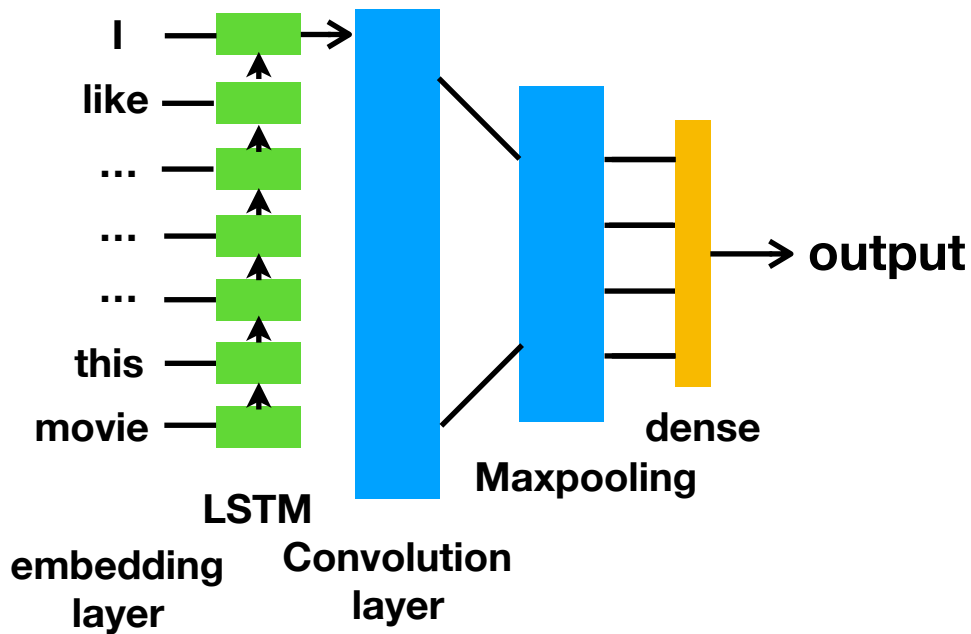 I
like
...
...
...
this
movie
output
dense
Maxpooling
LSTM
Convolution
layer
embedding
layer